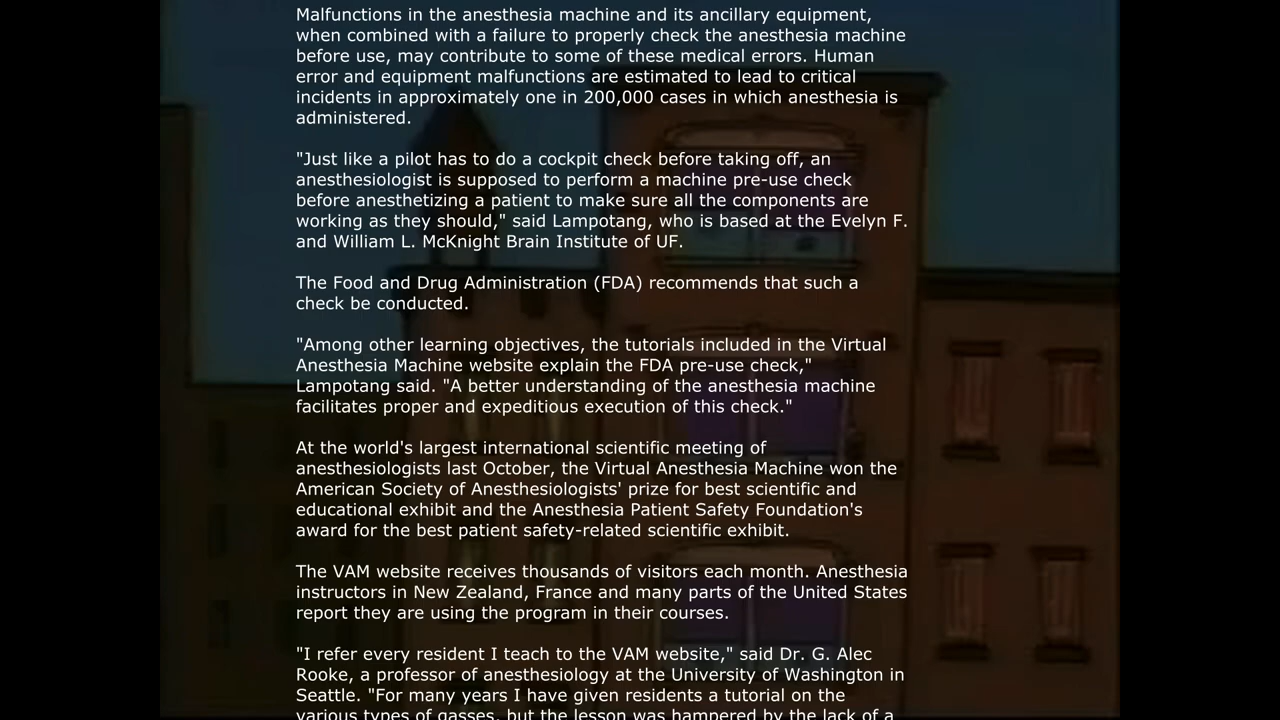 Malfunctions in the anesthesia machine and its ancillary equipment,
when combined with a failure to properly check the anesthesia machine
before use, may contribute to some of these medical errors. Human
error and equipment malfunctions are estimated to lead to critical
incidents in approximately one in 200,000 cases in which anesthesia is
administered.
"Just like a pilot has to do a cockpit check before taking off, an
anesthesiologist is supposed to perform a machine pre-use check
before anesthetizing a patient to make sure all the components are
working as they should," said Lampotang, who is based at the Evelyn F.
and William L. McKnight Brain Institute of UF.
The Food and Drug Administration (FDA) recommends that such a
check be conducted.
"Among other learning objectives, the tutorials included in the Virtual
Anesthesia Machine website explain the FDA pre-use check,"
Lampotang said. "A better understanding of the anesthesia machine
facilitates proper and expeditious execution of this check."
At the world's largest international scientific meeting of
anesthesiologists last October, the Virtual Anesthesia Machine won the
American Society of Anesthesiologists' prize for best scientific and
educational exhibit and the Anesthesia Patient Safety Foundation's
award for the best patient safety-related scientific exhibit.
The VAM website receives thousands of visitors each month. Anesthesia
instructors in New Zealand, France and many parts of the United States
report they are using the program in their courses.
"I refer every resident I teach to the VAM website," said Dr. G. Alec
Rooke, a professor of anesthesiology at the University of Washington in
Seattle. "For many years I have given residents a tutorial on the
various types of gasses, but the lesson was hampered by the lack of a